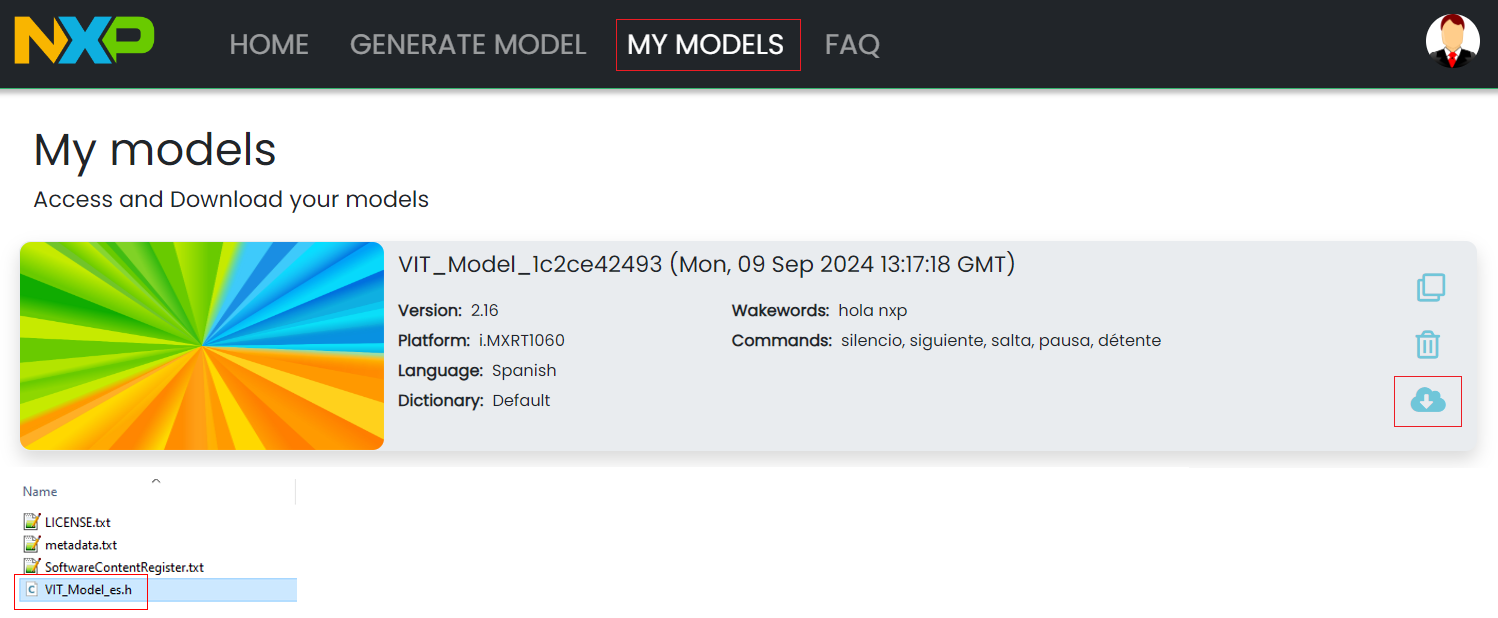 NXP HOME GENERATE MODEL MY MODELS FAQ
My models
Access and Download your models
VIT_Model_1c2ce42493 (Mon, 09 Sep 2024 13:17:18 GMT)
Version: 2.16 Wakewords: hola nxp
Platform: i.MXRT1060 Commands: silencio, siguiente, salta, pausa, détente
Language: Spanish
Dictionary: Default
Name
LICENSE.txt
metadata.txt
SoftwareContentRegister.txt
VIT_Model_es.h